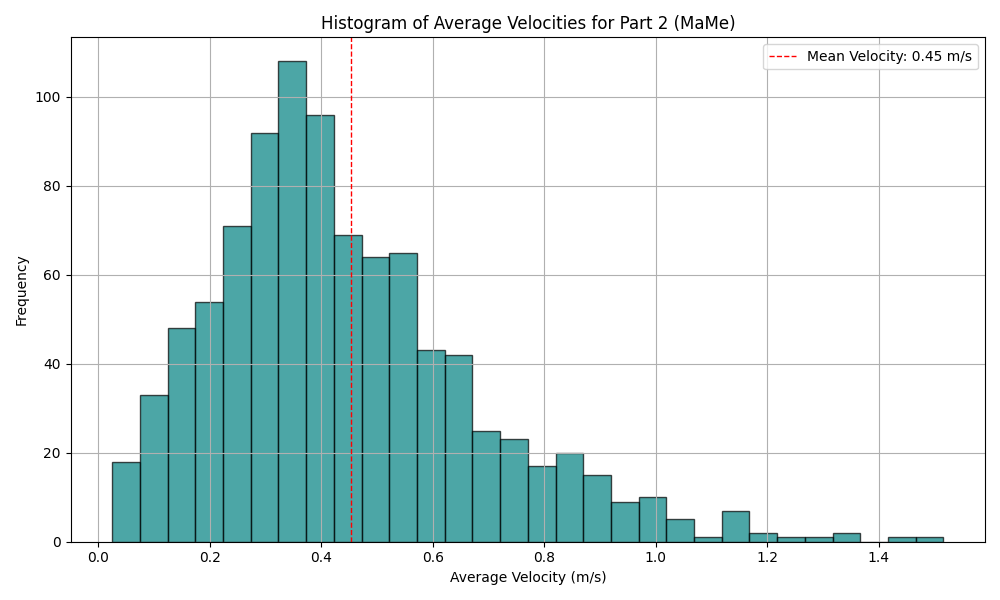 Histogram of Average Velocities for Part 2 (MaMe)
Mean Velocity: 0.45 m/s
Frequency
100
80
60
40
20
0
0.0 0.2 0.4 0.6 0.8 1.0 1.2 1.4
Average Velocity (m/s)